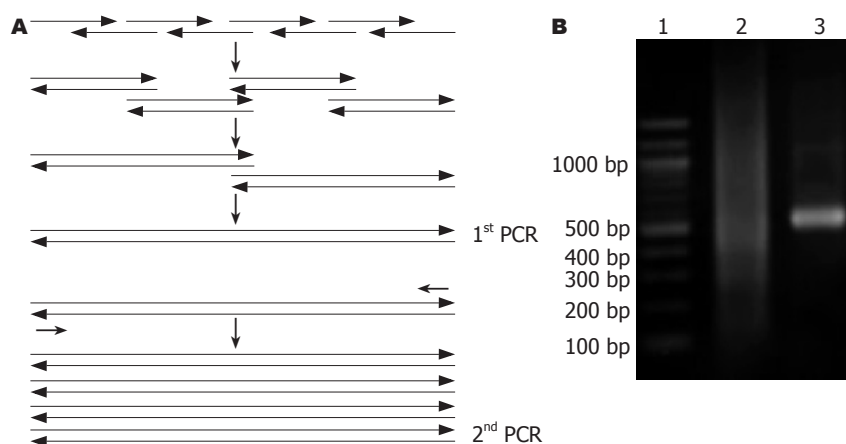 A
1st PCR
2nd PCR
B
1 2 3
1000 bp
500 bp
400 bp
300 bp
200 bp
100 bp